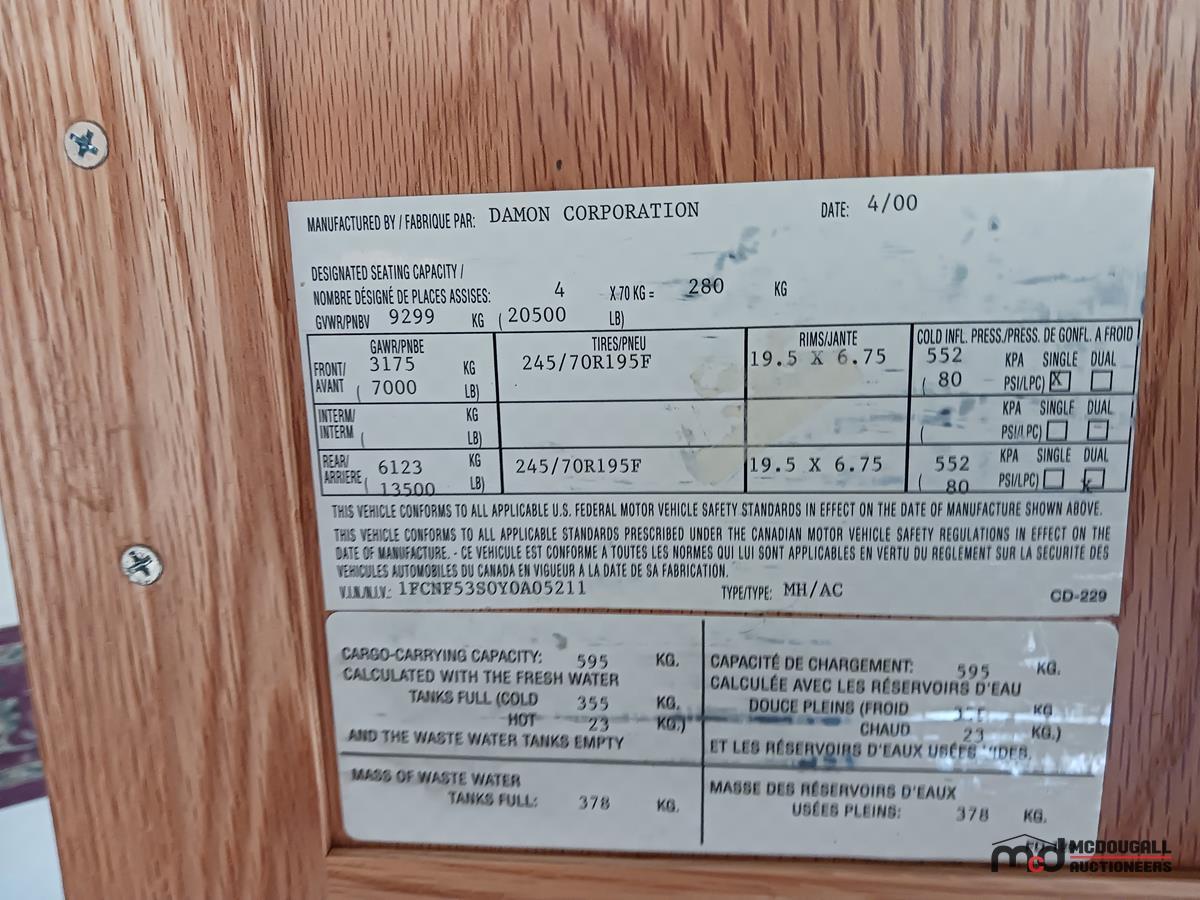 MANUFACTURED BY / FABRIQUE PAR: DAMON CORPORATION DATE: 4/00
DESIGNATED SEATING CAPACITY /
NOMBRE DÉSIGNÉ DE PLACES ASSISES: 4 X 70 KG = 280 KG
GVWR/PNBV 9299 KG (20500 LB)
GAWR/PNBE TIRES/PNEU RIMS/JANTE COLD INFL. PRESS./PRESS. DE GONFL. A FROID
FRONT/ 3175 KG 245/70R195F 19.5 X 6.75 552 KPA SINGLE DUAL
AVANT ( 7000 LB) ( 80 PSI/LPC) X
INTERM/ KG KPA SINGLE DUAL
INTERM ( LB) ( PSI/LPC)
REAR/ 6123 KG 245/70R195F 19.5 X 6.75 552 KPA SINGLE DUAL
ARRIERE ( 13500 LB) ( 80 PSI/LPC) X
THIS VEHICLE CONFORMS TO ALL APPLICABLE U.S. FEDERAL MOTOR VEHICLE SAFETY STANDARDS IN EFFECT ON THE DATE OF MANUFACTURE SHOWN ABOVE.
THIS VEHICLE CONFORMS TO ALL APPLICABLE STANDARDS PRESCRIBED UNDER THE CANADIAN MOTOR VEHICLE SAFETY REGULATIONS IN EFFECT ON THE
DATE OF MANUFACTURE. - CE VEHICULE EST CONFORME A TOUTES LES NORMES QUI LUI SONT APPLICABLES EN VERTU DU REGLEMENT SUR LA SECURITE DES
VEHICULES AUTOMOBILES DU CANADA EN VIGUEUR A LA DATE DE SA FABRICATION.
V.I.N./N.I.V.: 1FCNF53S0Y0A05211 TYPE/TYPE: MH/AC CD-229
CARGO-CARRYING CAPACITY: 595 KG.
CALCULATED WITH THE FRESH WATER
TANKS FULL (COLD 355 KG.
HOT 23 KG.)
AND THE WASTE WATER TANKS EMPTY
MASS OF WASTE WATER
TANKS FULL: 378 KG.
CAPACITÉ DE CHARGEMENT: 595 KG.
CALCULÉE AVEC LES RÉSERVOIRS D'EAU
DOUCE PLEINS (FROID KG
CHAUD 23 KG.)
ET LES RÉSERVOIRS D'EAUX USÉES
MASSE DES RÉSERVOIRS D'EAUX
USÉES PLEINS: 378 KG.
mcd MCDOUGALL
AUCTIONEERS